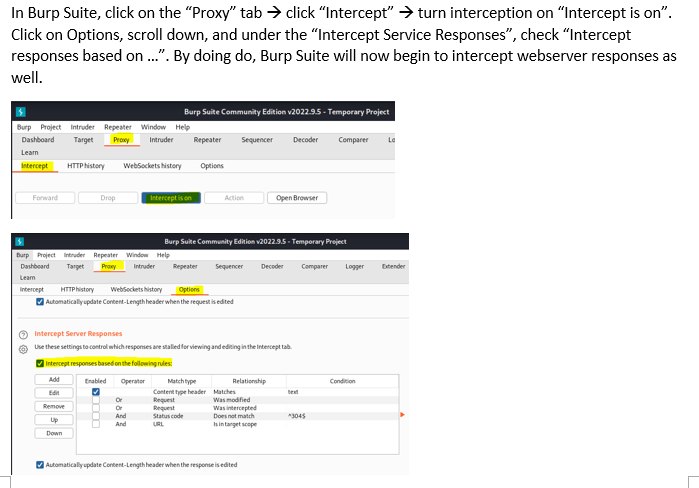 In Burp Suite, click on the “Proxy” tab → click “Intercept” → turn interception on “Intercept is on”.
Click on Options, scroll down, and under the “Intercept Service Responses”, check “Intercept
responses based on …”. By doing do, Burp Suite will now begin to intercept webserver responses as
well.
Burp Suite Community Edition v2022.9.5 - Temporary Project
Burp Project Intruder Repeater Window Help
Dashboard Target Proxy Intruder Repeater Sequencer Decoder Comparer Lo
Learn
Intercept HTTP history WebSockets history Options
Forward Drop Intercept is on Action Open Browser
Burp Suite Community Edition v2022.9.5 - Temporary Project
Burp Project Intruder Repeater Window Help
Dashboard Target Proxy Intruder Repeater Sequencer Decoder Comparer Logger Extender
Learn
Intercept HTTP history WebSockets history Options
Automatically update Content-Length header when the request is edited
Intercept Server Responses
Use these settings to control which responses are stalled for viewing and editing in the Intercept tab.
Intercept responses based on the following rules:
Add Enabled Operator Match type Relationship Condition
Edit Content type header Matches text
Or Request Was modified
Remove Or Request Was intercepted
Up And Status code Does not match ^304$
And URL Is in target scope
Down
Automatically update Content-Length header when the response is edited